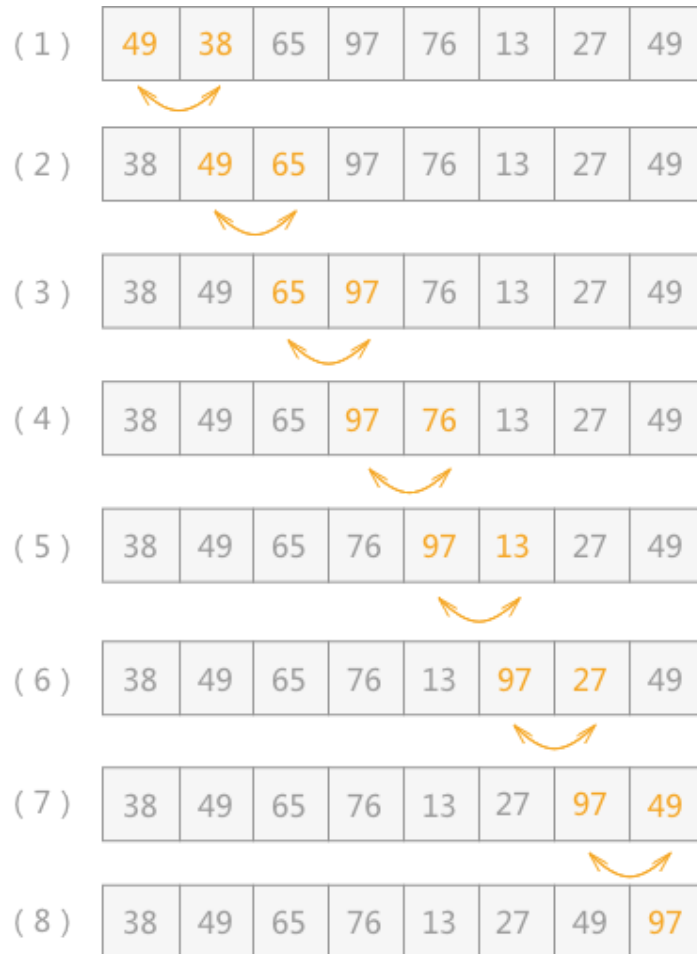 (1) 49 38 65 97 76 13 27 49
(2) 38 49 65 97 76 13 27 49
(3) 38 49 65 97 76 13 27 49
(4) 38 49 65 97 76 13 27 49
(5) 38 49 65 76 97 13 27 49
(6) 38 49 65 76 13 97 27 49
(7) 38 49 65 76 13 27 97 49
(8) 38 49 65 76 13 27 49 97